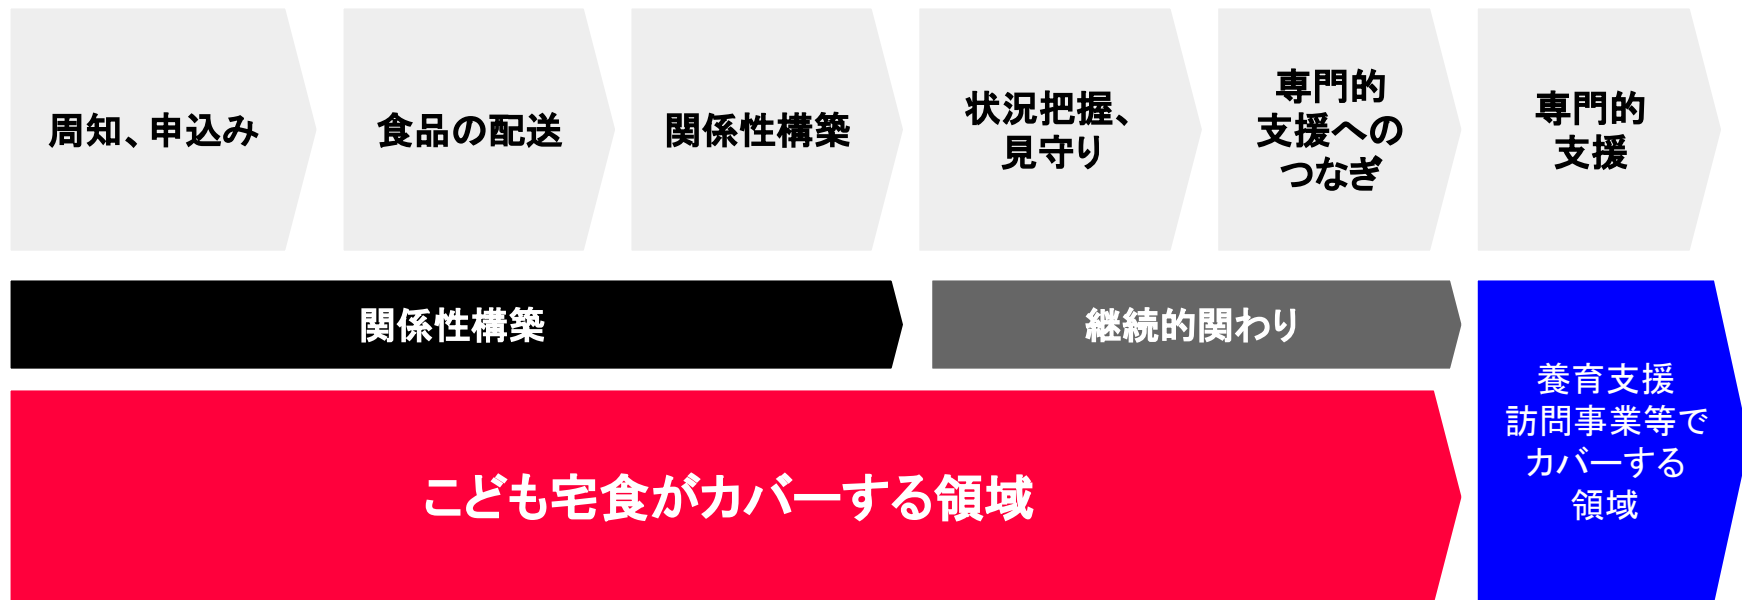 周知、申込み
食品の配送
関係性構築
状況把握、
見守り
専門的
支援への
つなぎ
専門的
支援
関係性構築
継続的関わり
こども宅食がカバーする領域
養育支援
訪問事業等で
カバーする
領域